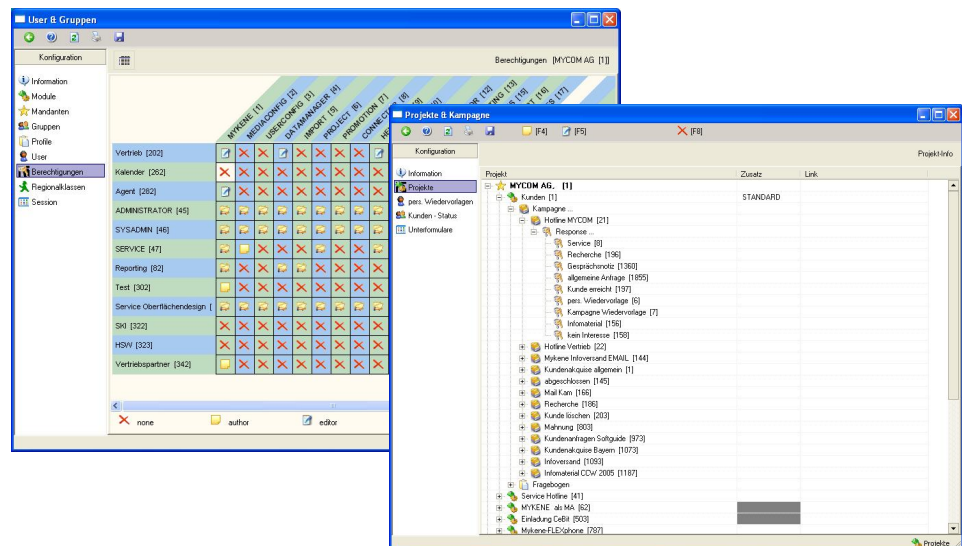 User & Gruppen
Konfiguration
Berechtigungen [MYCOM AG [1]]
Information
Module
Mandanten
Gruppen
Profile
User
Berechtigungen
Regionalklassen
Session
MYKENE [1]
MEDIACONFIG [2]
USERCONFIG [3]
DATAMANAGER [4]
IMPORT [5]
PROJECT [6]
PROMOTION [7]
Vertrieb [202]
Kalender [262]
Agent [282]
ADMINISTRATOR [45]
SYSADMIN [46]
SERVICE [47]
Reporting [82]
Test [302]
Service Oberflächendesign [
SKI [322]
HSW [323]
Vertriebspartner [342]
none
author
editor
Projekte & Kampagne
[F4]
[F5]
[F8]
Konfiguration
Projekt-Info
Information
Projekte
pers. Wiedervorlagen
Kunden - Status
Unterformulare
Projekt Zusatz Link
MYCOM AG, [1]
Kunden [1] STANDARD
Kampagne ...
Hotline MYCOM [21]
Response ...
Service [8]
Recherche [196]
Gesprächsnotiz [1360]
allgemeine Anfrage [1855]
Kunde erreicht [197]
pers. Wiedervorlage [6]
Kampagne Wiedervorlage [7]
Infomaterial [156]
kein Interesse [158]
Hotline Vertrieb [22]
Mykene Infoversand EMAIL [144]
Kundenakquise allgemein [1]
abgeschlossen [145]
Mail Kam [166]
Recherche [186]
Kunde löschen [203]
Mahnung [803]
Kundenanfragen Softguide [973]
Kundenakquise Bayern [1073]
Infoversand [1093]
Infomaterial CCW 2005 [1187]
Fragebogen
Service Hotline [41]
MYKENE als MA [62]
Einladung CeBit [503]
Mykene-FLEXphone [787]
Projekte